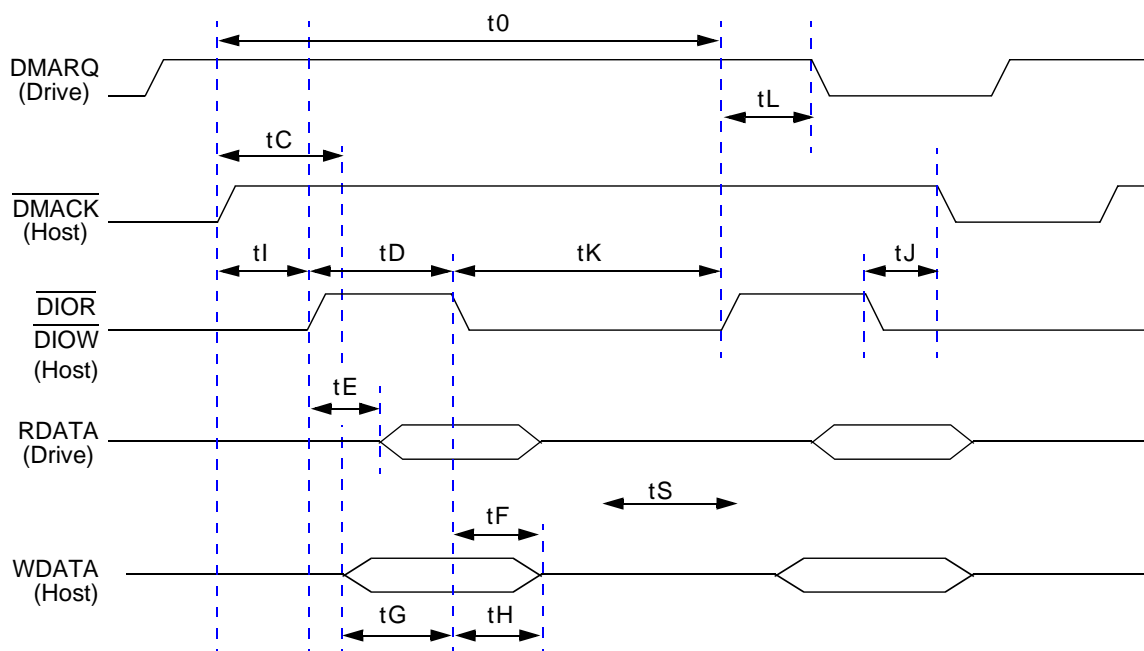 t0
DMARQ
(Drive)
tL
tC
DMACK
(Host)
tI
tD
tK
tJ
DIOR
DIOW
(Host)
tE
RDATA
(Drive)
tS
tF
WDATA
(Host)
tG
tH